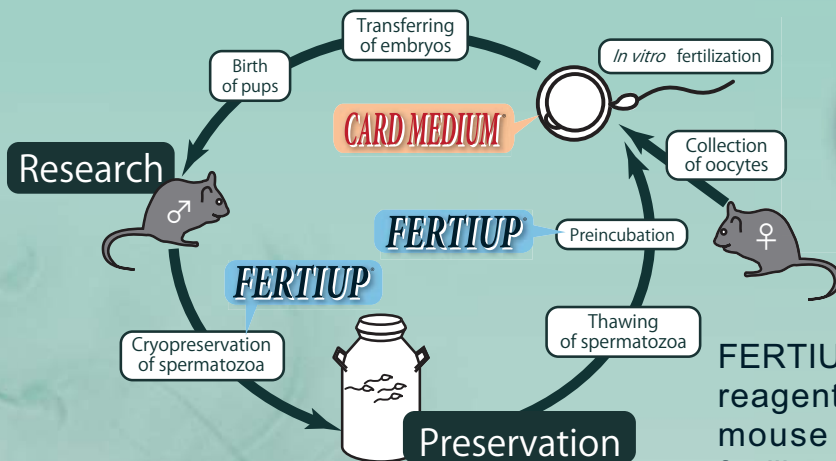 Transferring
of embryos
In vitro fertilization
Birth
of pups
CARD MEDIUM
Collection
of oocytes
Research
♂
♀
FERTIUP
Preincubation
FERTIUP
Thawing
of spermatozoa
Cryopreservation
of spermatozoa
FERTIU
reagent
mouse
Preservation